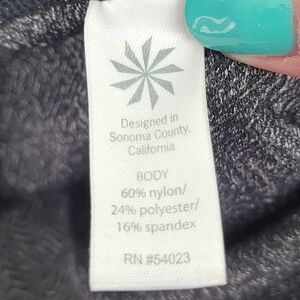 Designed in
Sonoma County,
California
BODY
60% nylon/
24% polyester/
16% spandex
RN #54023